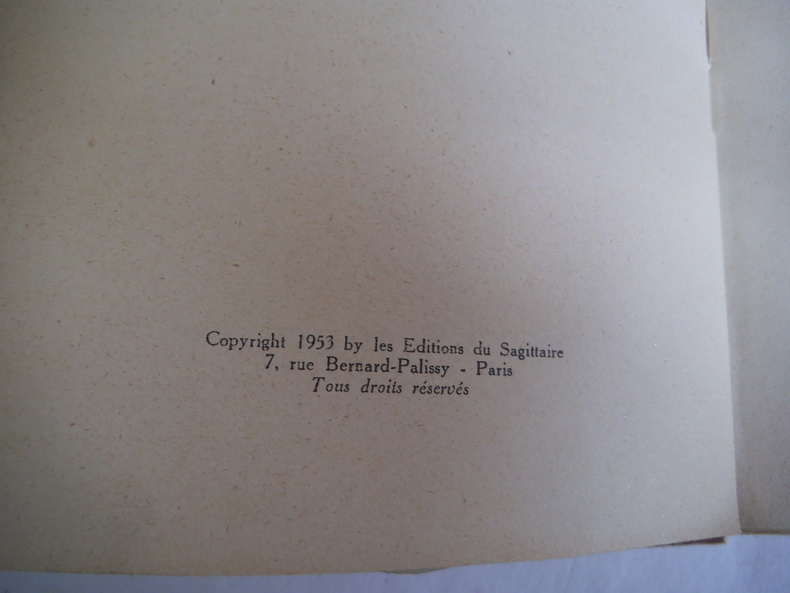 Copyright 1953 by les Editions du Sagittaire
7, rue Bernard-Palissy - Paris
Tous droits réservés